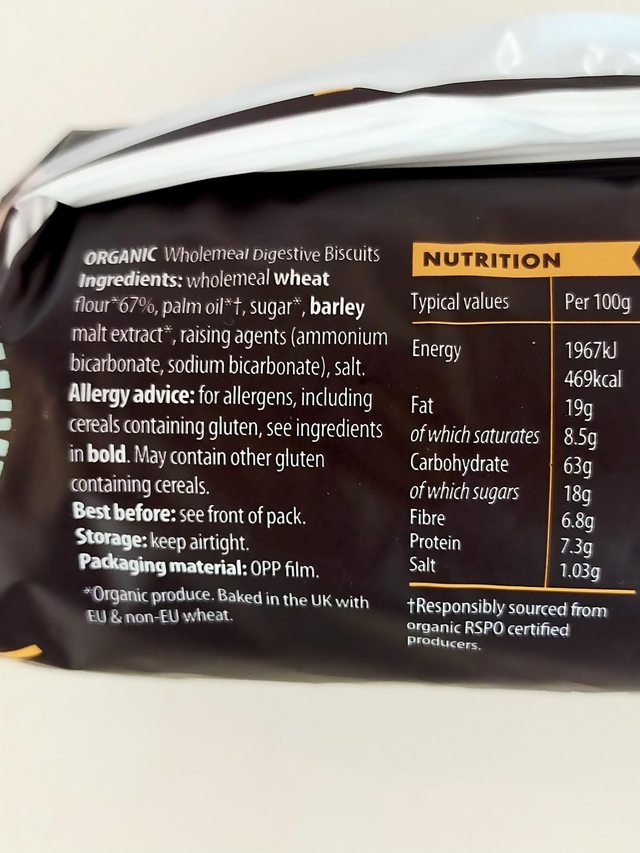 ORGANIC Wholemeal Digestive Biscuits
Ingredients: wholemeal wheat
flour*67%, palm oil*†, sugar*, barley
malt extract*, raising agents (ammonium
bicarbonate, sodium bicarbonate), salt.
Allergy advice: for allergens, including
cereals containing gluten, see ingredients
in bold. May contain other gluten
containing cereals.
Best before: see front of pack.
Storage: keep airtight.
Packaging material: OPP film.
*Organic produce. Baked in the UK with
EU & non-EU wheat.
NUTRITION
Typical values Per 100g
Energy 1967kJ
469kcal
Fat 19g
of which saturates 8.5g
Carbohydrate 63g
of which sugars 18g
Fibre 6.8g
Protein 7.3g
Salt 1.03g
†Responsibly sourced from
organic RSPO certified
producers.